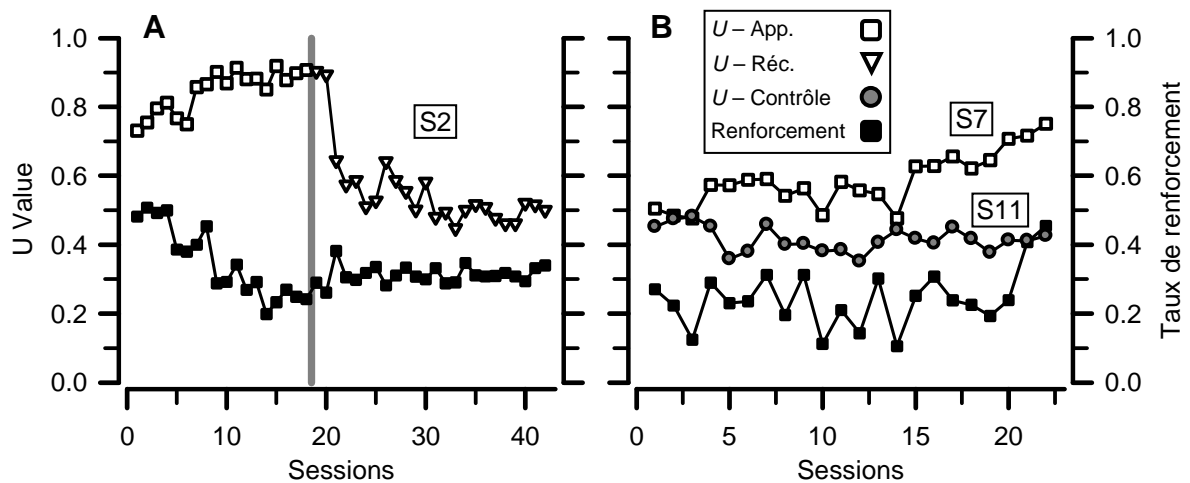 A
B
U – App.
U – Réc.
U – Contrôle
Renforcement
1.0
0.8
0.6
0.4
0.2
0.0
U Value
S2
0
10
20
30
40
Sessions
S7
S11
0
5
10
15
20
Sessions
1.0
0.8
0.6
0.4
0.2
0.0
Taux de renforcement